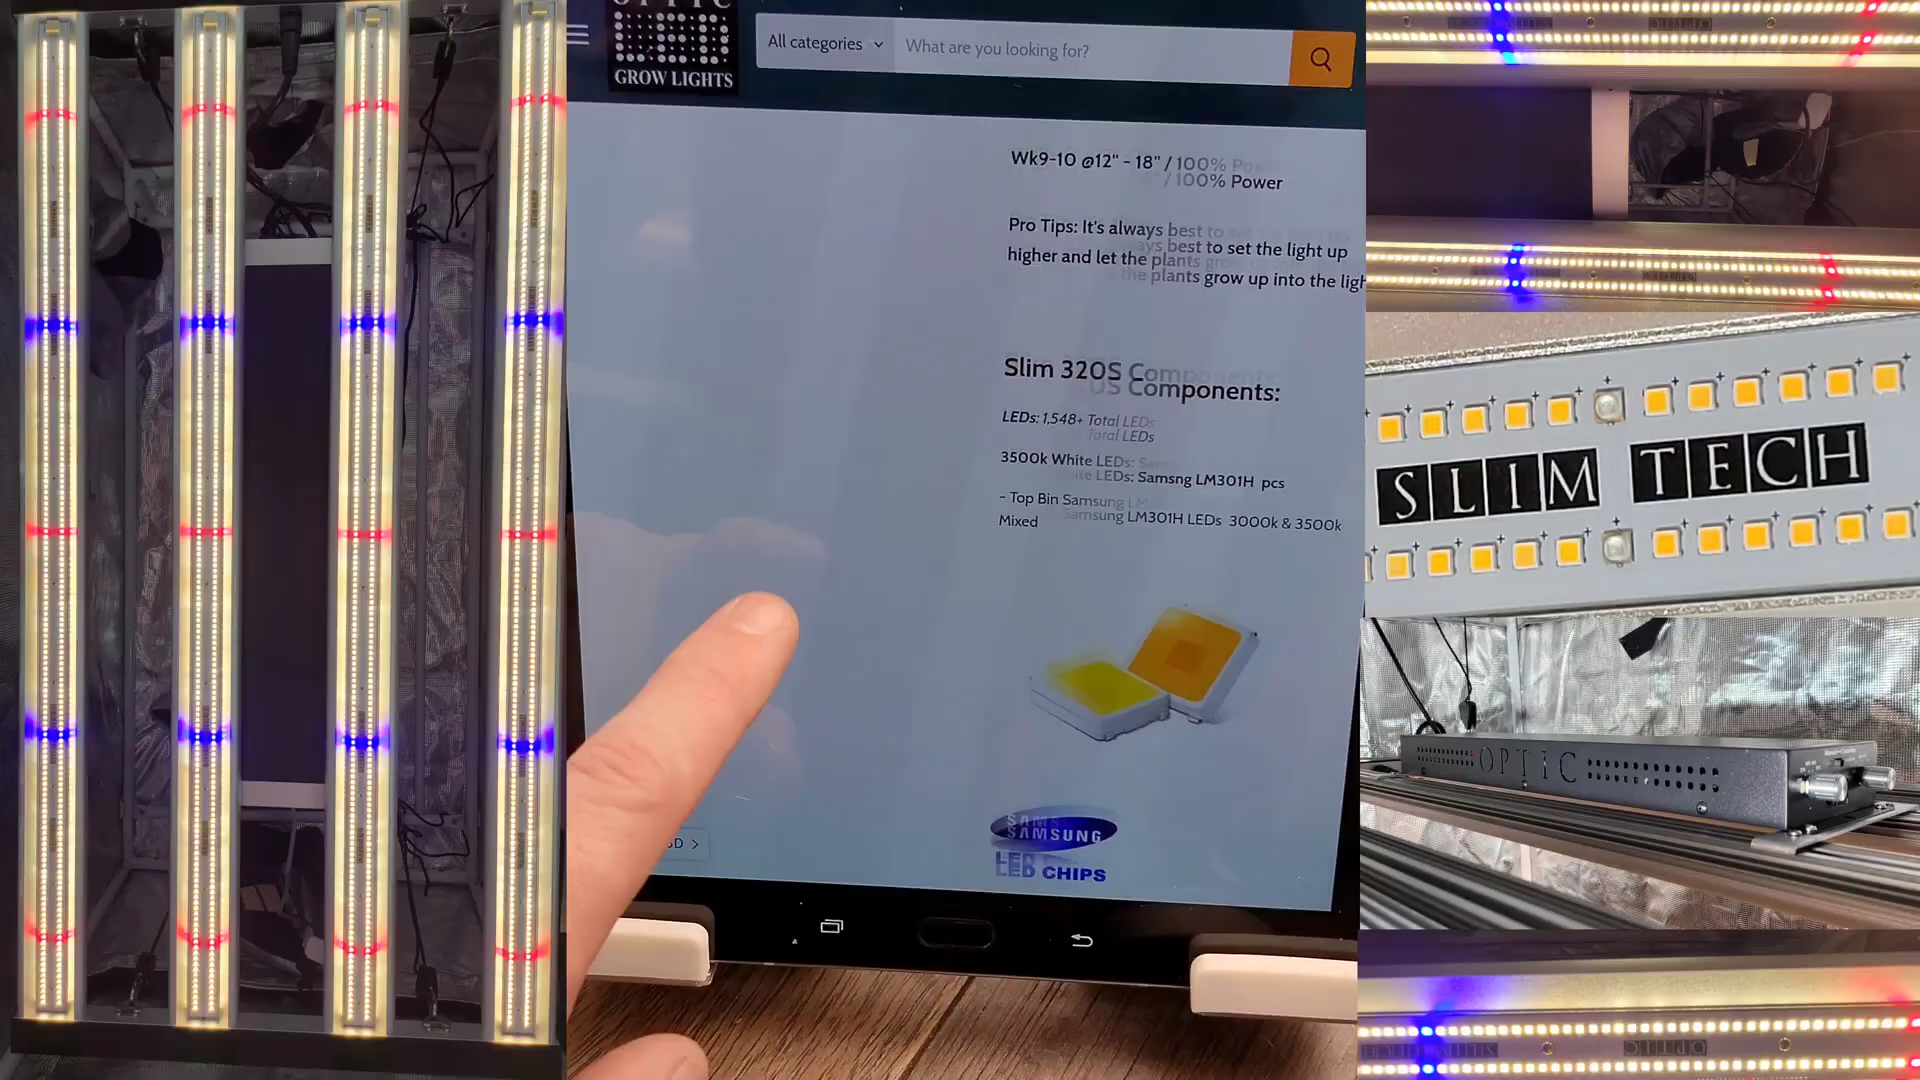 OPTIC
GROW LIGHTS
All categories
What are you looking for?
Wk9-10 @12" - 18" / 100% Power
Pro Tips: It's always best to set the light up
higher and let the plants grow up into the
Slim 320S Components:
LEDs: 1,548+ Total LEDs
3500k White LEDs: Samsng LM301H pcs
- Top Bin Samsung LM301H LEDs 3000k & 3500k
Mixed
SAMSUNG
LED CHIPS
SLIM TECH
OPTIC
OPTIC